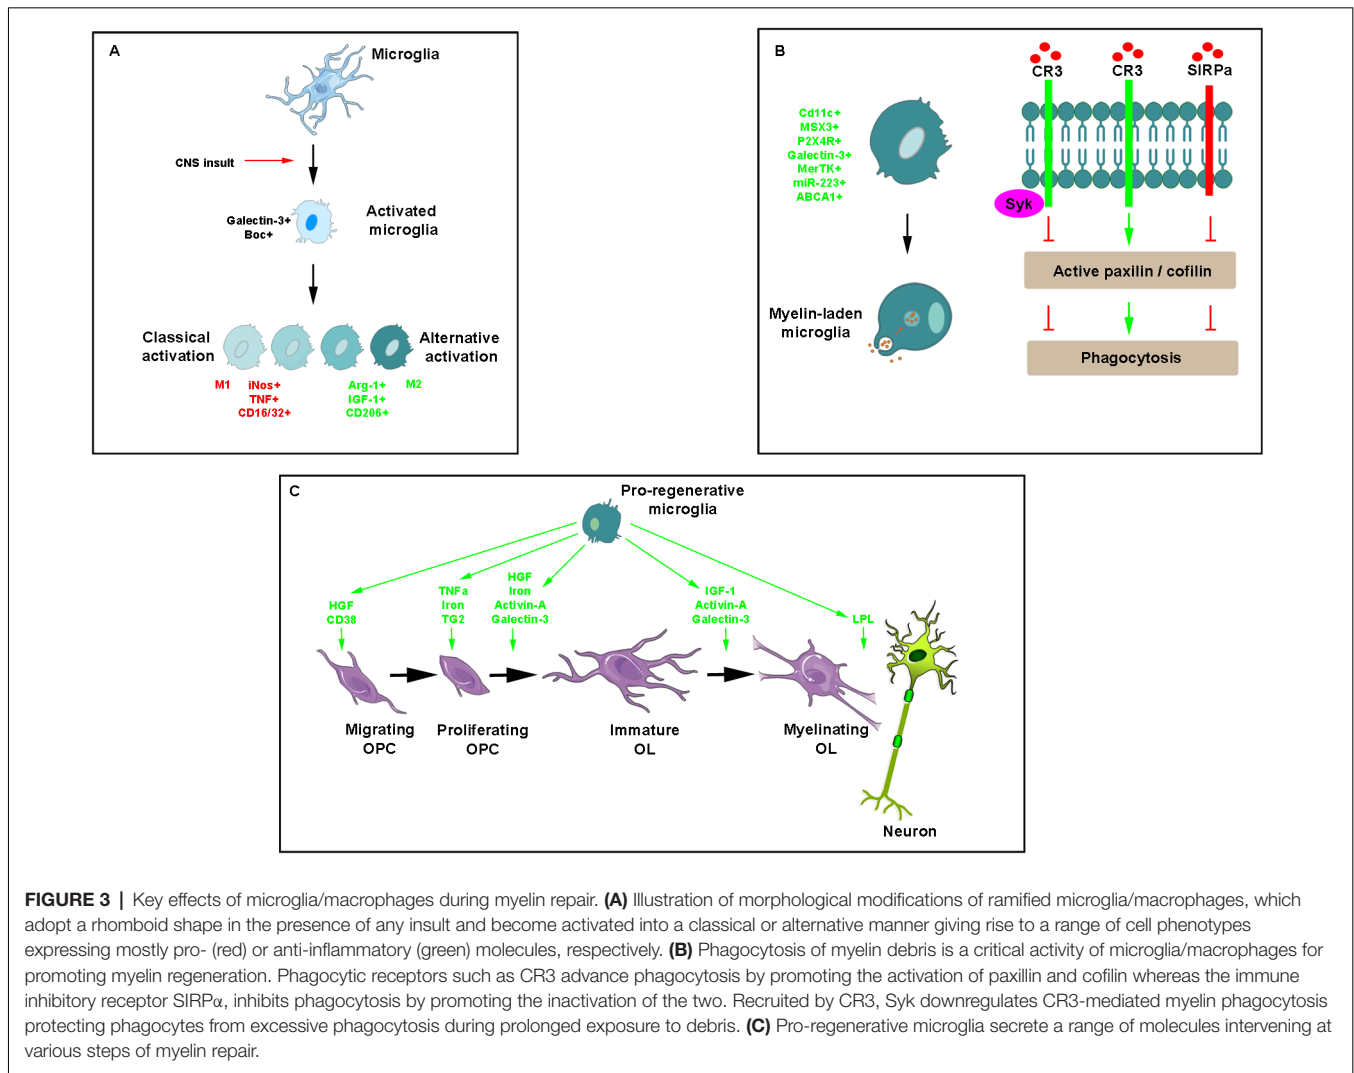 A
Microglia
CNS insult
Galectin-3+
Boc+
Activated
microglia
Classical
activation
Alternative
activation
M1
iNos+
TNF+
CD16/32+
Arg-1+
IGF-1+
CD206+
M2
B
Cd11c+
MSX3+
P2X4R+
Galectin-3+
MerTK+
miR-223+
ABCA1+
Myelin-laden
microglia
CR3
CR3
SIRPa
Syk
Active paxilin / cofilin
Phagocytosis
C
Pro-regenerative
microglia
HGF
CD38
TNFa
Iron
TG2
HGF
Iron
Activin-A
Galectin-3
IGF-1
Activin-A
Galectin-3
LPL
Migrating
OPC
Proliferating
OPC
Immature
OL
Myelinating
OL
Neuron
FIGURE 3 | Key effects of microglia/macrophages during myelin repair. (A) Illustration of morphological modifications of ramified microglia/macrophages, which
adopt a rhomboid shape in the presence of any insult and become activated into a classical or alternative manner giving rise to a range of cell phenotypes
expressing mostly pro- (red) or anti-inflammatory (green) molecules, respectively. (B) Phagocytosis of myelin debris is a critical activity of microglia/macrophages for
promoting myelin regeneration. Phagocytic receptors such as CR3 advance phagocytosis by promoting the activation of paxillin and cofilin whereas the immune
inhibitory receptor SIRPα, inhibits phagocytosis by promoting the inactivation of the two. Recruited by CR3, Syk downregulates CR3-mediated myelin phagocytosis
protecting phagocytes from excessive phagocytosis during prolonged exposure to debris. (C) Pro-regenerative microglia secrete a range of molecules intervening at
various steps of myelin repair.